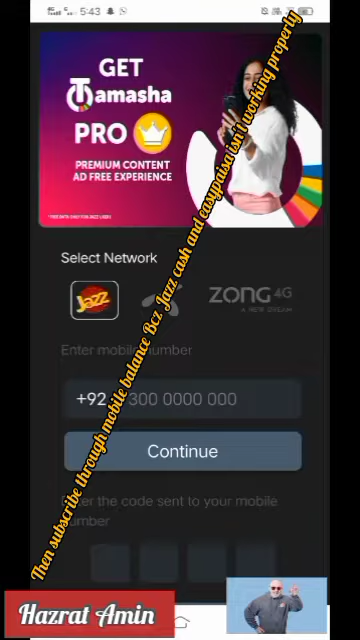 5:43
GET
Tamasha
PRO
PREMIUM CONTENT
AD FREE EXPERIENCE
Select Network
Jazz
ZONG 4G
A NEW DREAM
Enter mobile number
+92 300 0000 000
Continue
Enter the code sent to your mobile
number
Then subscribe through mobile balance Bcz Jazz cash and easypaisa isn't working properly
Hazrat Amin